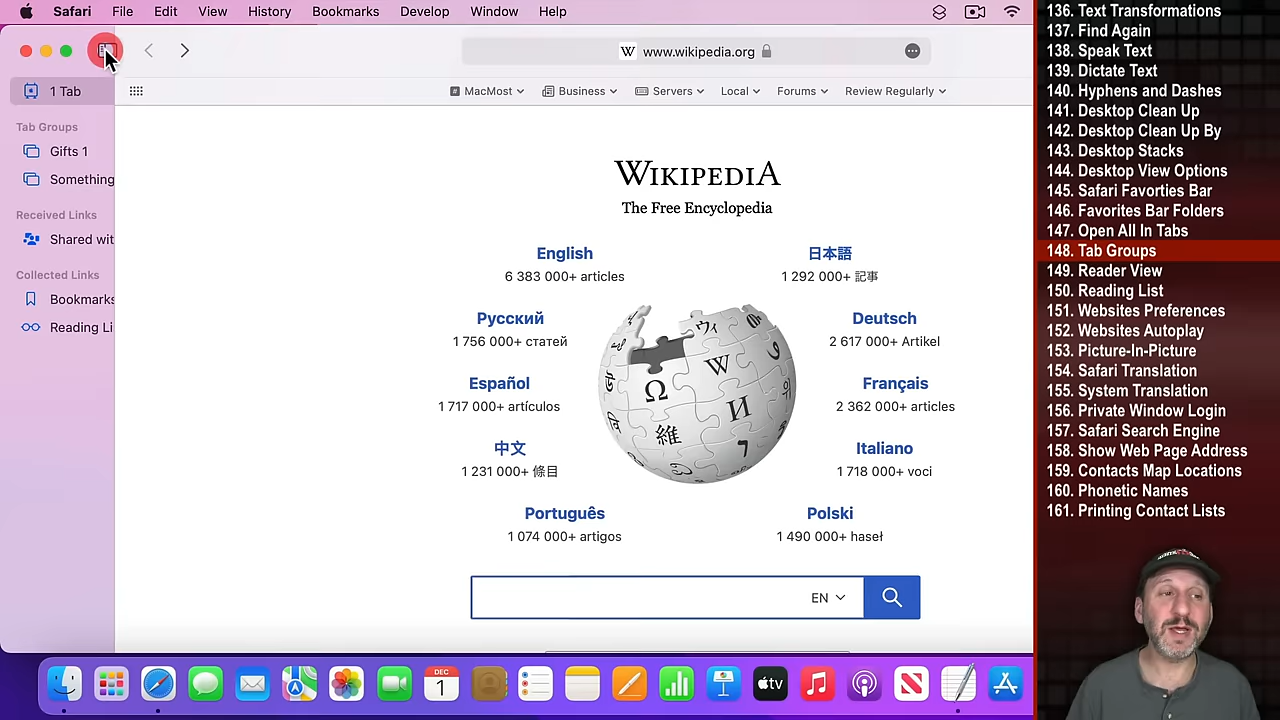 Safari File Edit View History Bookmarks Develop Window Help
www.wikipedia.org
1 Tab
MacMost Business Servers Local Forums Review Regularly
Tab Groups
Gifts 1
Something
Received Links
Shared wit
Collected Links
Bookmarks
Reading Li
WIKIPEDIA
The Free Encyclopedia
English
6 383 000+ articles
日本語
1 292 000+ 記事
Русский
1 756 000+ статей
Deutsch
2 617 000+ Artikel
Español
1 717 000+ artículos
Français
2 362 000+ articles
中文
1 231 000+ 條目
Italiano
1 718 000+ voci
Português
1 074 000+ artigos
Polski
1 490 000+ haseł
Ω W И 維
EN
DEC
1
tv
136. Text Transformations
137. Find Again
138. Speak Text
139. Dictate Text
140. Hyphens and Dashes
141. Desktop Clean Up
142. Desktop Clean Up By
143. Desktop Stacks
144. Desktop View Options
145. Safari Favorties Bar
146. Favorites Bar Folders
147. Open All In Tabs
148. Tab Groups
149. Reader View
150. Reading List
151. Websites Preferences
152. Websites Autoplay
153. Picture-In-Picture
154. Safari Translation
155. System Translation
156. Private Window Login
157. Safari Search Engine
158. Show Web Page Address
159. Contacts Map Locations
160. Phonetic Names
161. Printing Contact Lists